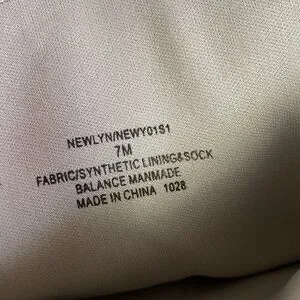 NEWLYN/NEWY01S1
7M
FABRIC/SYNTHETIC LINING&SOCK
BALANCE MANMADE
MADE IN CHINA 1028